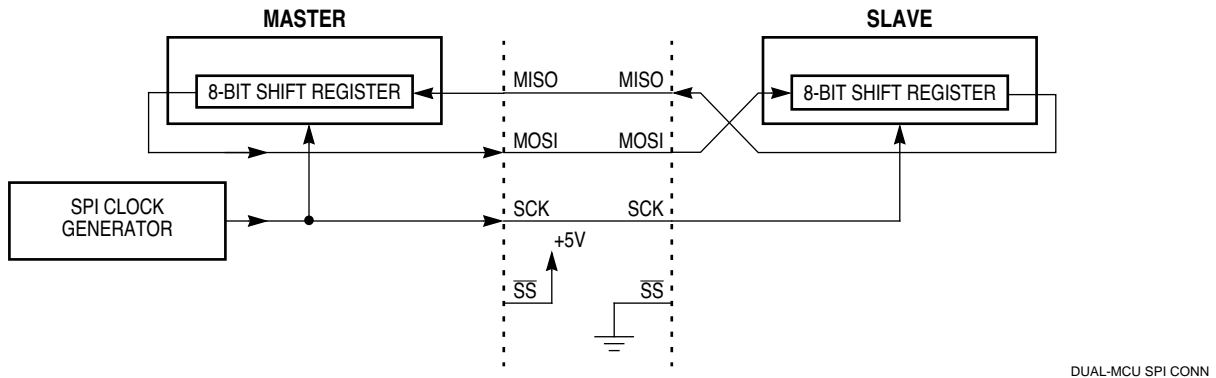 MASTER
SLAVE
8-BIT SHIFT REGISTER
MISO
MISO
8-BIT SHIFT REGISTER
MOSI
MOSI
SPI CLOCK
GENERATOR
SCK
SCK
+5V
SS
SS
DUAL-MCU SPI CONN